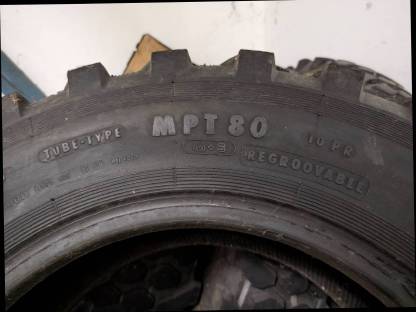 MPT 80
TUBE-TYPE
10 PR
M+S
REGROOVABLE